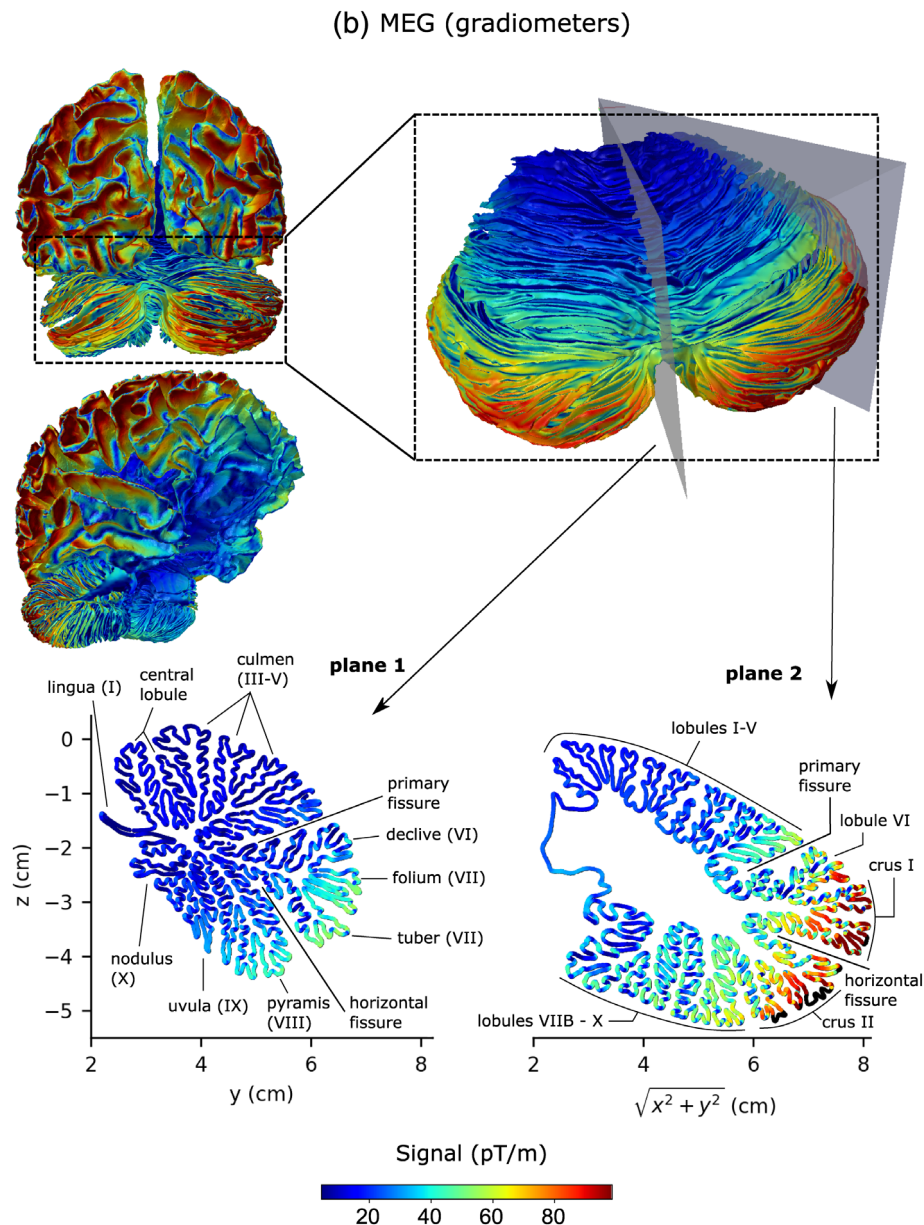 (b) MEG (gradiometers)
plane 1
plane 2
lingua (I)
central
lobule
culmen
(III-V)
primary
fissure
declive (VI)
folium (VII)
tuber (VII)
horizontal
fissure
pyramis
(VIII)
uvula (IX)
nodulus
(X)
z (cm)
0
−1
−2
−3
−4
−5
2
4
6
8
y (cm)
lobules I-V
primary
fissure
lobule VI
crus I
horizontal
fissure
crus II
lobules VIIB - X
2
4
6
8
√x² + y² (cm)
Signal (pT/m)
20
40
60
80